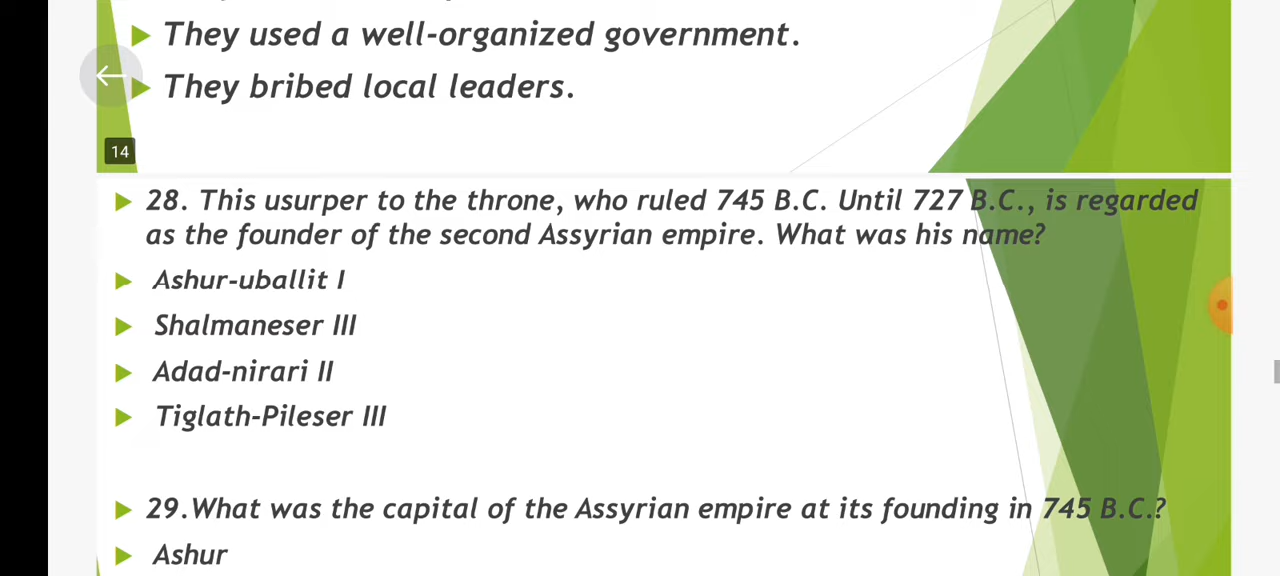 They used a well-organized government.
They bribed local leaders.
14
28. This usurper to the throne, who ruled 745 B.C. Until 727 B.C., is regarded
as the founder of the second Assyrian empire. What was his name?
Ashur-uballit I
Shalmaneser III
Adad-nirari II
Tiglath-Pileser III
29.What was the capital of the Assyrian empire at its founding in 745 B.C.?
Ashur